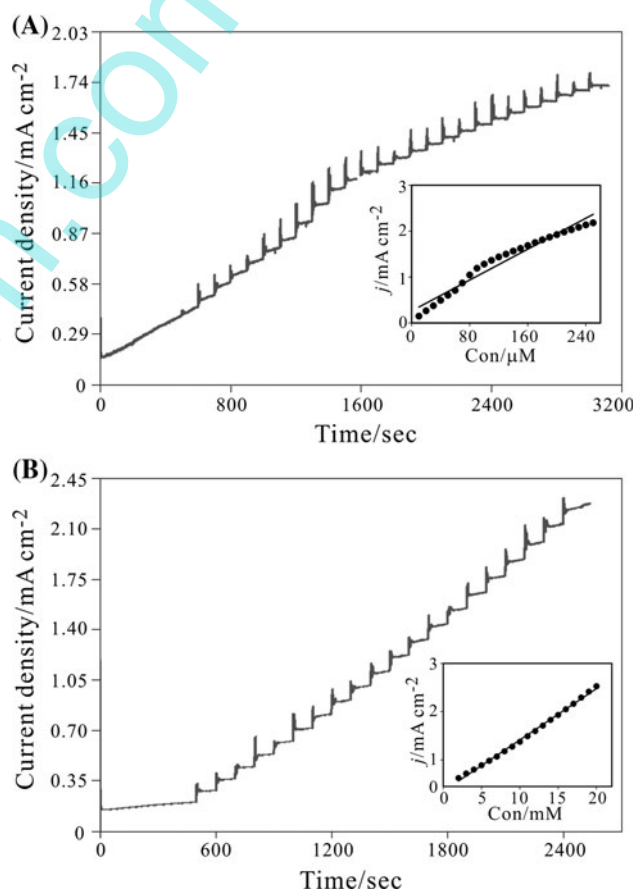 (A)
2.03
1.74
1.45
1.16
0.87
0.58
0.29
0
Current density/mA cm-2
0 800 1600 2400 3200
Time/sec
3
2
1
0
j/mA cm-2
0 80 160 240
Con/μM
(B)
2.45
2.10
1.75
1.40
1.05
0.70
0.35
0
Current density/mA cm-2
600 1200 1800 2400
Time/sec
3
2
1
0
j/mA cm-2
5 10 15 20
Con/mM